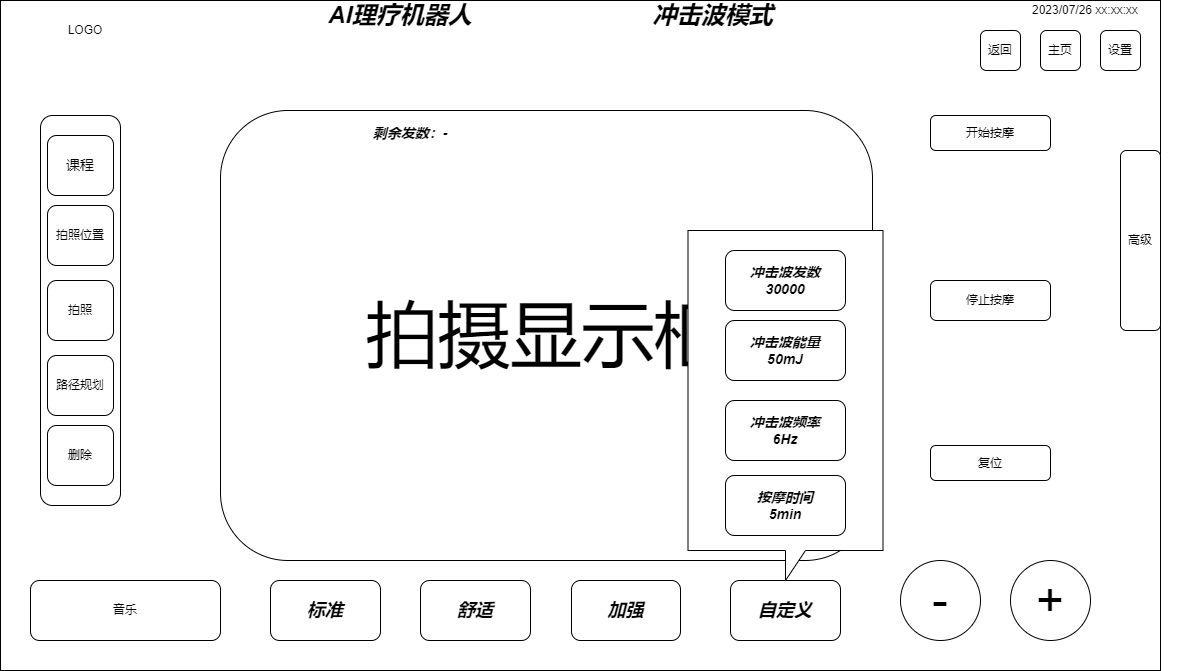 AI理疗机器人
冲击波模式
2023/07/26 xx:xx:xx
LOGO
返回
主页
设置
剩余发数：-
开始按摩
课程
拍照位置
拍照
路径规划
删除
拍摄显示
冲击波发数
30000
冲击波能量
50mJ
冲击波频率
6Hz
按摩时间
5min
高级
停止按摩
复位
音乐
标准
舒适
加强
自定义
-
+